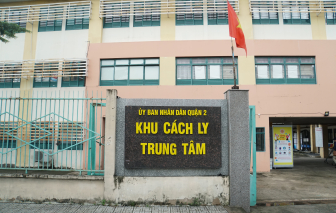 ỦY BAN NHÂN DÂN QUẬN 2
KHU CÁCH LY
TRUNG TÂM